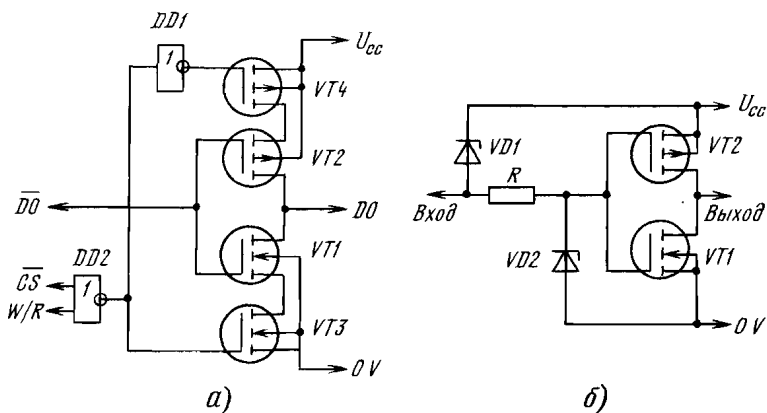 DD1
1
U_cc
VT4
VT2
D̅O̅
DO
DD2
1
C̅S̅
W/R
VT1
VT3
0 V
а)
U_cc
VD1
VT2
Вход
R
Выход
VD2
VT1
0 V
б)